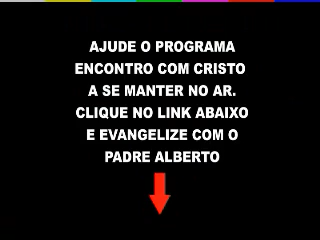 AJUDE O PROGRAMA
ENCONTRO COM CRISTO
A SE MANTER NO AR.
CLIQUE NO LINK ABAIXO
E EVANGELIZE COM O
PADRE ALBERTO